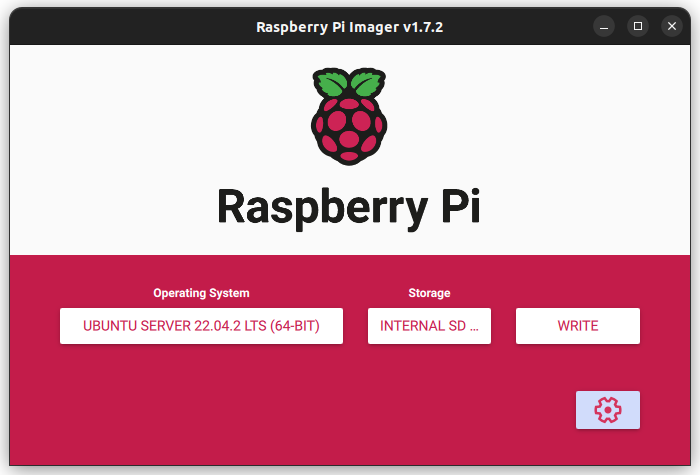 Raspberry Pi Imager v1.7.2
Raspberry Pi
Operating System
Storage
UBUNTU SERVER 22.04.2 LTS (64-BIT)
INTERNAL SD ...
WRITE